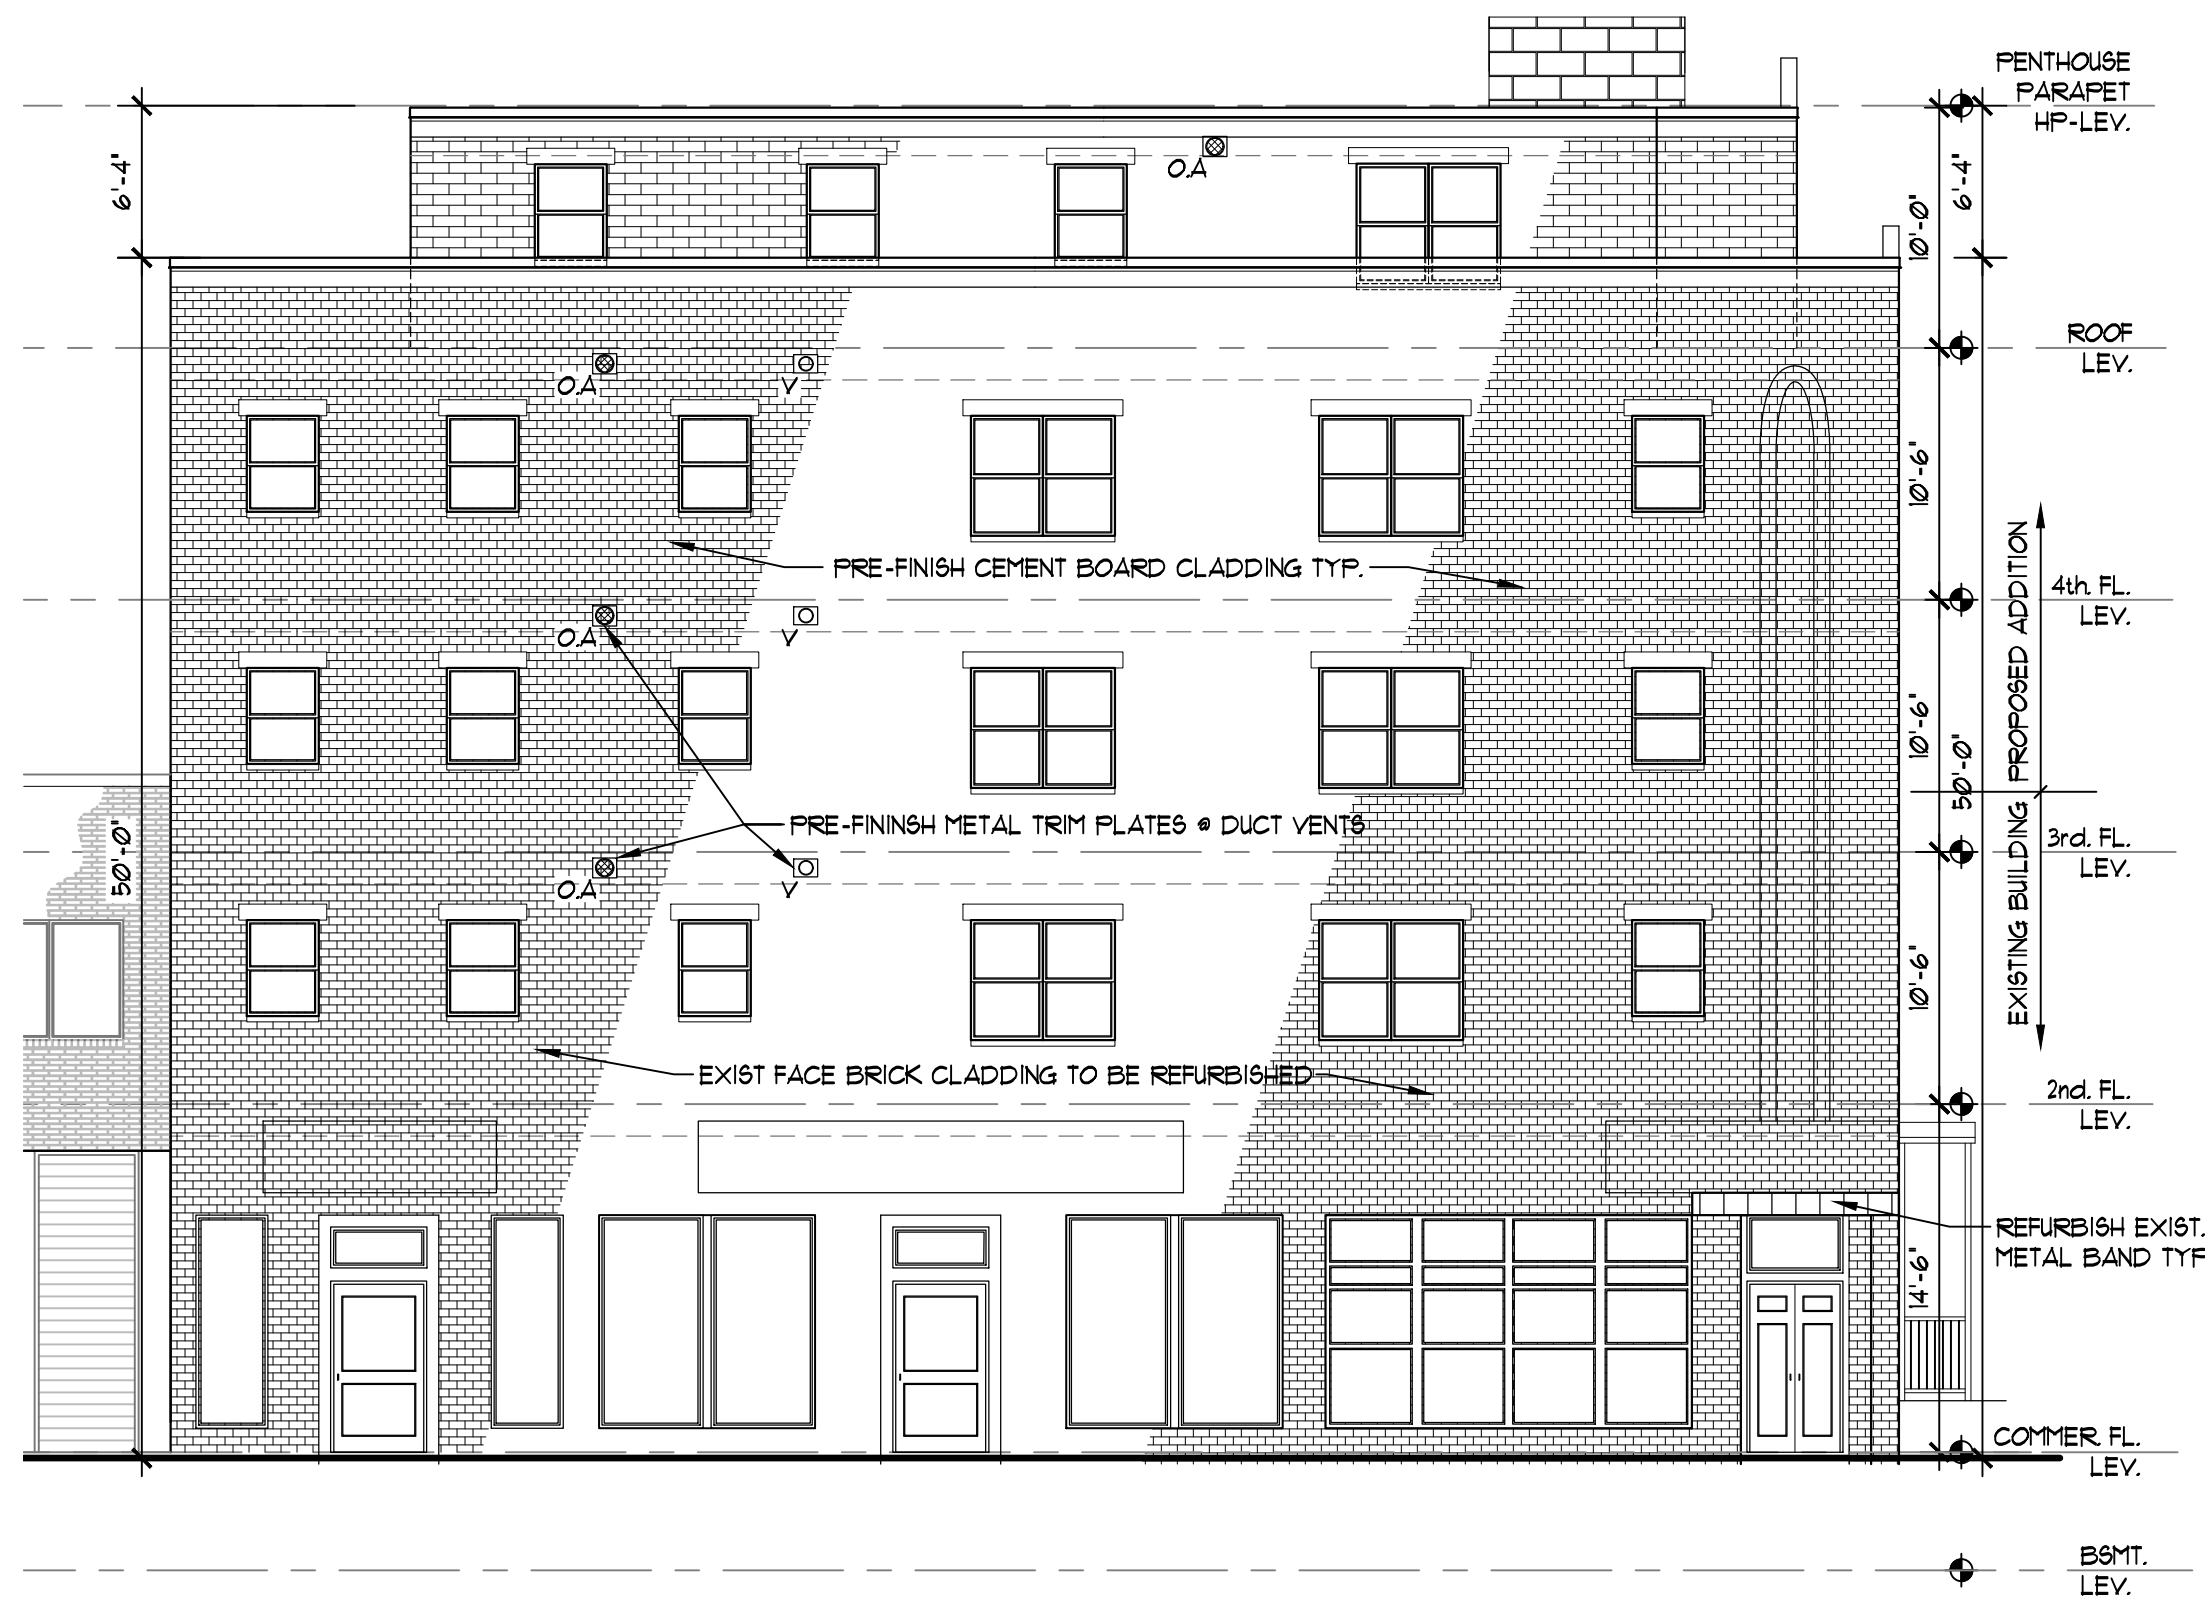 PENTHOUSE
PARAPET
HP-LEV.
6'-4"
O.A
10'-0"
6'-4"
ROOF
LEV.
O.A
V
10'-6"
PRE-FINISH CEMENT BOARD CLADDING TYP.
4th. FL.
LEV.
O.A
V
PROPOSED ADDITION
10'-6"
50'-0"
PRE-FININSH METAL TRIM PLATES @ DUCT VENTS
3rd. FL.
LEV.
50'-0"
O.A
V
EXISTING BUILDING
10'-6"
EXIST FACE BRICK CLADDING TO BE REFURBISHED
2nd. FL.
LEV.
REFURBISH EXIST.
METAL BAND TYP
14'-6"
COMMER. FL.
LEV.
BSMT.
LEV.